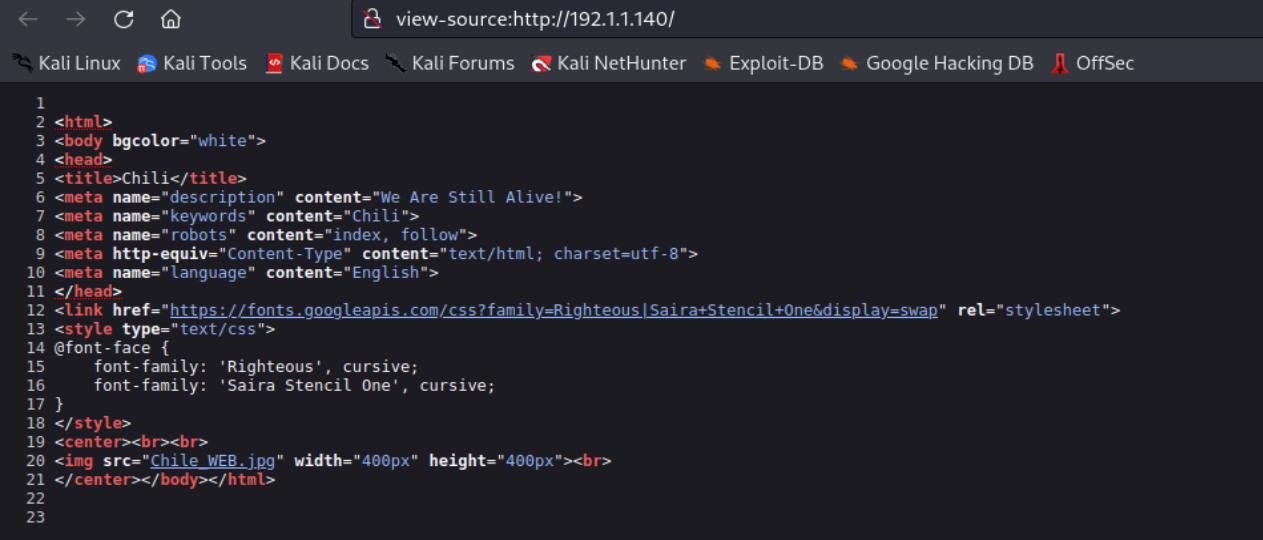 view-source:http://192.1.1.140/
Kali Linux Kali Tools Kali Docs Kali Forums Kali NetHunter Exploit-DB Google Hacking DB OffSec
1
2 <html>
3 <body bgcolor="white">
4 <head>
5 <title>Chili</title>
6 <meta name="description" content="We Are Still Alive!">
7 <meta name="keywords" content="Chili">
8 <meta name="robots" content="index, follow">
9 <meta http-equiv="Content-Type" content="text/html; charset=utf-8">
10 <meta name="language" content="English">
11 </head>
12 <link href="https://fonts.googleapis.com/css?family=Righteous|Saira+Stencil+One&display=swap" rel="stylesheet">
13 <style type="text/css">
14 @font-face {
15     font-family: 'Righteous', cursive;
16     font-family: 'Saira Stencil One', cursive;
17 }
18 </style>
19 <center><br><br>
20 <img src="Chile_WEB.jpg" width="400px" height="400px"><br>
21 </center></body></html>
22
23